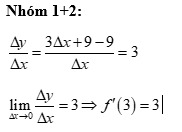 Nhóm 1+2:
Δy/Δx = (3Δx+9−9)/Δx = 3
lim_{Δx→0} Δy/Δx = 3 ⇒ f'(3) = 3